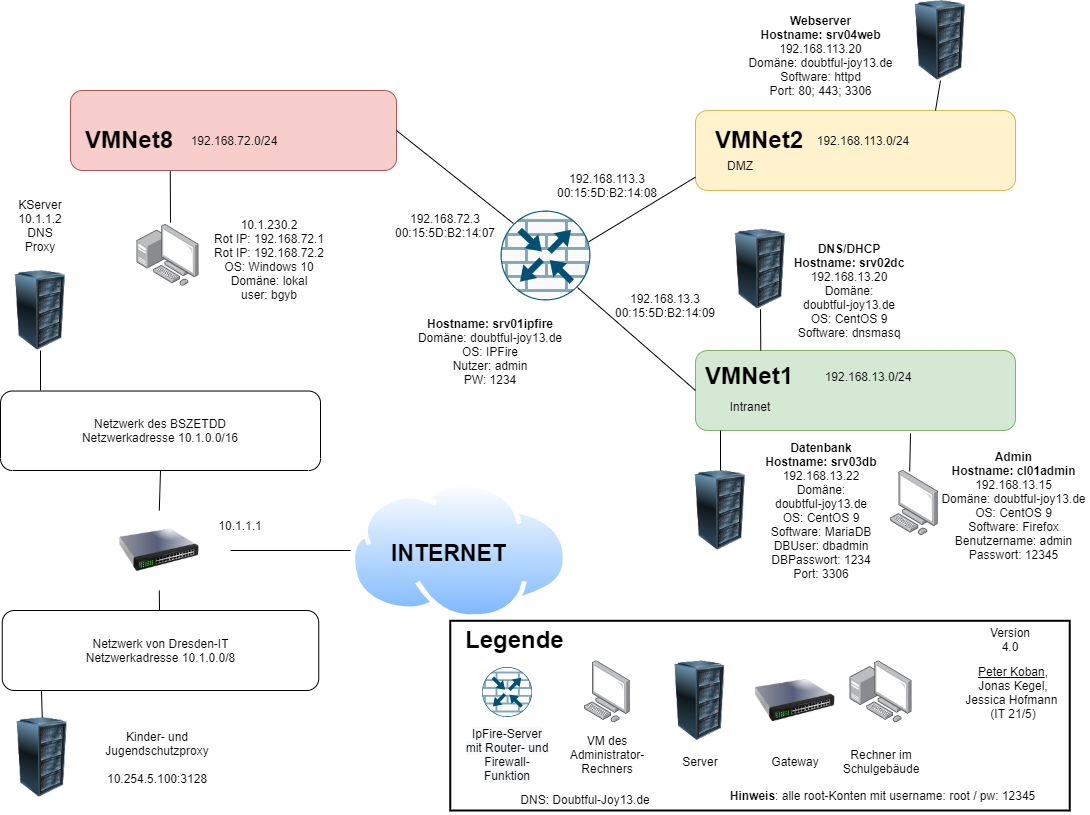 Webserver
Hostname: srv04web
192.168.113.20
Domäne: doubtful-joy13.de
Software: httpd
Port: 80; 443; 3306
VMNet8
192.168.72.0/24
VMNet2
192.168.113.0/24
DMZ
192.168.113.3
00:15:5D:B2:14:08
192.168.72.3
00:15:5D:B2:14:07
KServer
10.1.1.2
DNS
Proxy
10.1.230.2
Rot IP: 192.168.72.1
Rot IP: 192.168.72.2
OS: Windows 10
Domäne: lokal
user: bgyb
DNS/DHCP
Hostname: srv02dc
192.168.13.20
Domäne:
doubtful-joy13.de
OS: CentOS 9
Software: dnsmasq
192.168.13.3
00:15:5D:B2:14:09
Hostname: srv01ipfire
Domäne: doubtful-joy13.de
OS: IPFire
Nutzer: admin
PW: 1234
VMNet1
192.168.13.0/24
Intranet
Netzwerk des BSZETDD
Netzwerkadresse 10.1.0.0/16
Datenbank
Hostname: srv03db
192.168.13.22
Domäne:
doubtful-joy13.de
OS: CentOS 9
Software: MariaDB
DBUser: dbadmin
DBPasswort: 1234
Port: 3306
Admin
Hostname: cl01admin
192.168.13.15
Domäne: doubtful-joy13.de
OS: CentOS 9
Software: Firefox
Benutzername: admin
Passwort: 12345
10.1.1.1
INTERNET
Netzwerk von Dresden-IT
Netzwerkadresse 10.1.0.0/8
Kinder- und
Jugendschutzproxy
10.254.5.100:3128
Legende
Version
4.0
Peter Koban,
Jonas Kegel,
Jessica Hofmann
(IT 21/5)
IpFire-Server
mit Router- und
Firewall-
Funktion
VM des
Administrator-
Rechners
Server
Gateway
Rechner im
Schulgebäude
DNS: Doubtful-Joy13.de
Hinweis: alle root-Konten mit username: root / pw: 12345